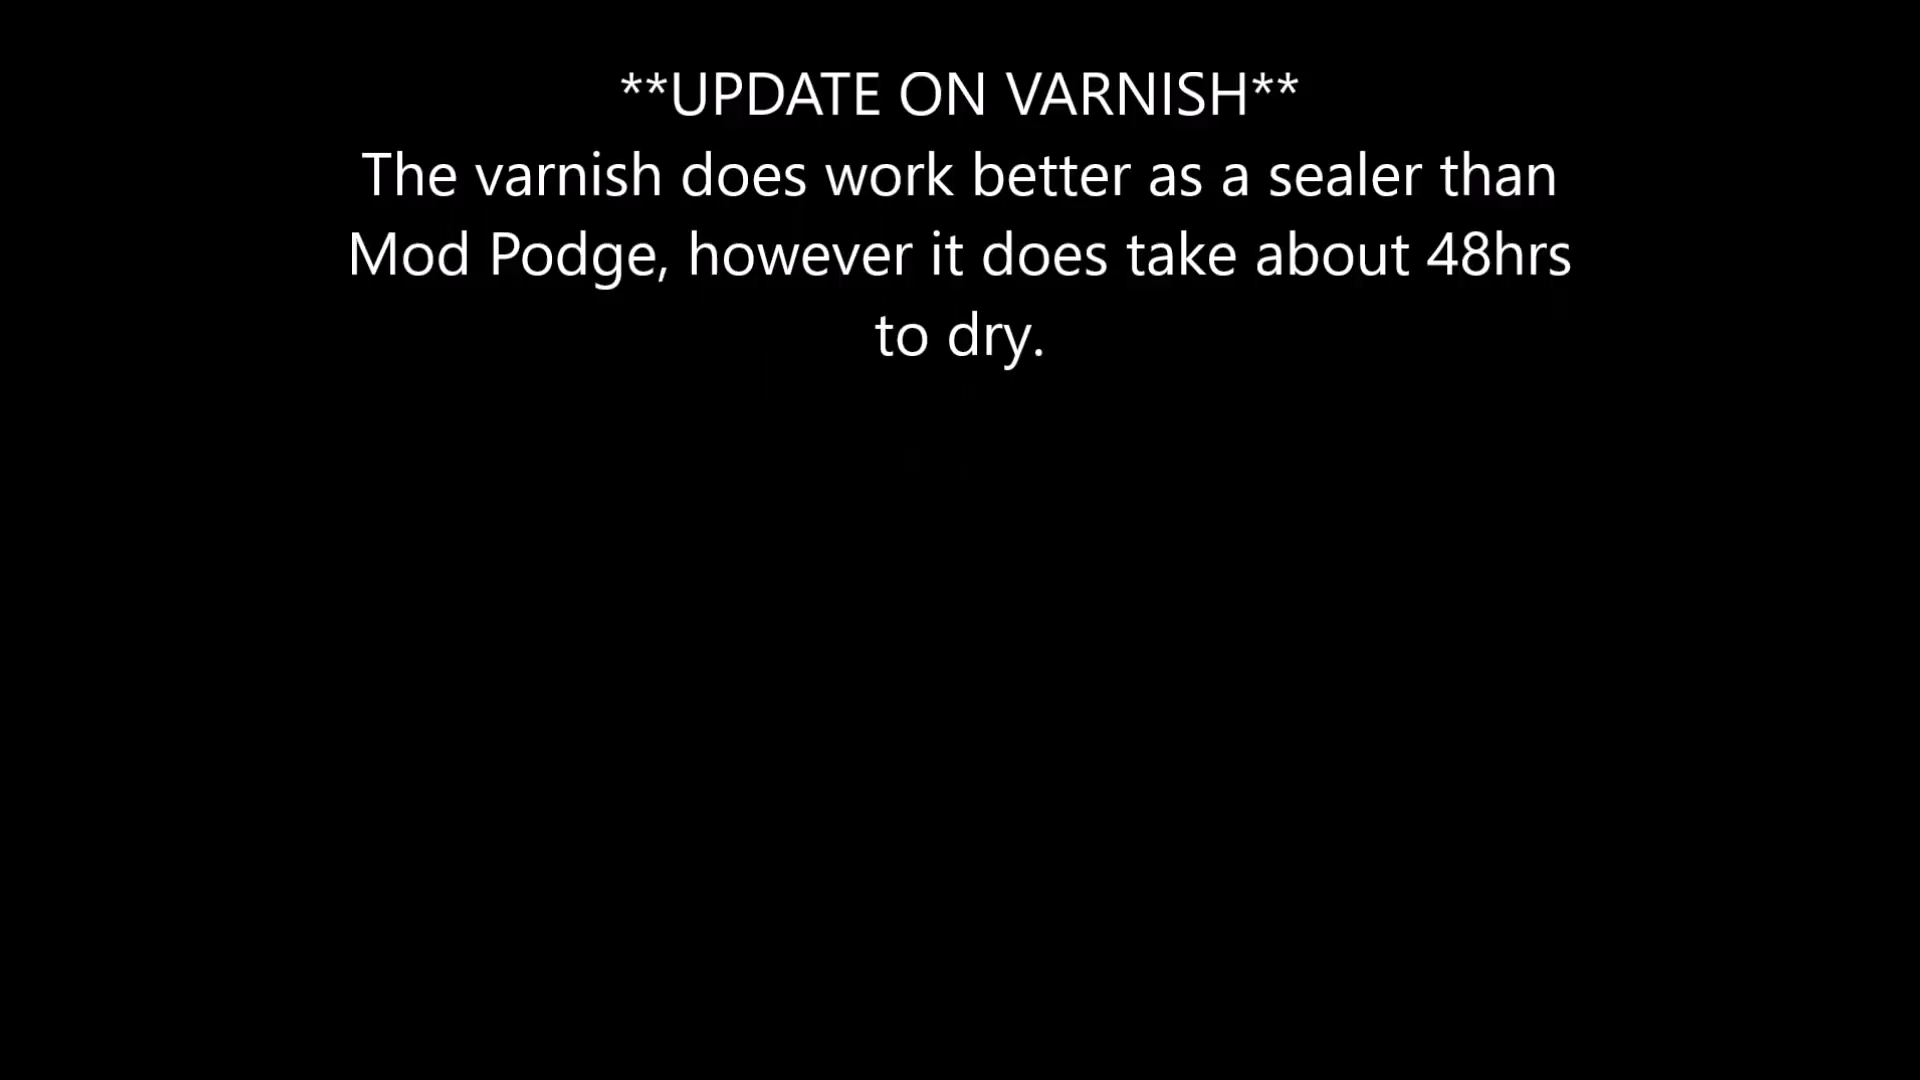 **UPDATE ON VARNISH**
The varnish does work better as a sealer than
Mod Podge, however it does take about 48hrs
to dry.